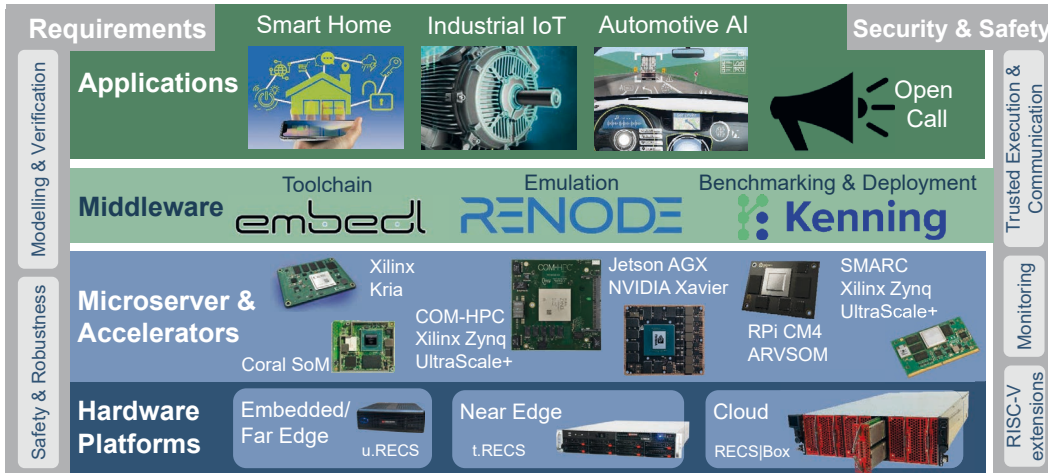 Requirements
Smart Home
Industrial IoT
Automotive AI
Security & Safety
Applications
Open
Call
Modelling & Verification
Safety & Robustness
Trusted Execution &
Communication
Monitoring
RISC-V
extensions
Middleware
Toolchain
embedl
Emulation
RENODE
Benchmarking & Deployment
Kenning
Microserver &
Accelerators
Xilinx
Kria
Coral SoM
COM-HPC
COM-HPC
Xilinx Zynq
UltraScale+
Jetson AGX
NVIDIA Xavier
RPi CM4
ARVSOM
SMARC
Xilinx Zynq
UltraScale+
Hardware
Platforms
Embedded/
Far Edge
u.RECS
Near Edge
t.RECS
Cloud
RECS|Box